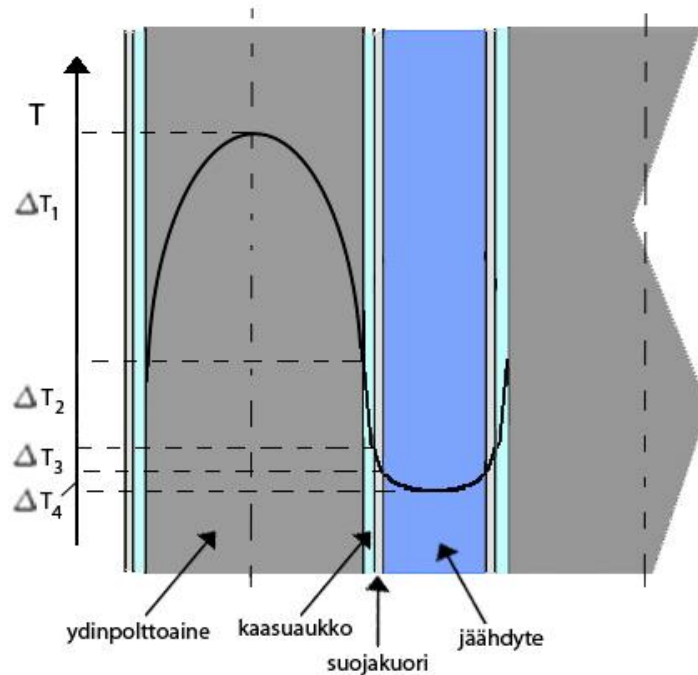 T
ΔT₁
ΔT₂
ΔT₃
ΔT₄
ydinpolttoaine
kaasuaukko
suojakuori
jäähdyte